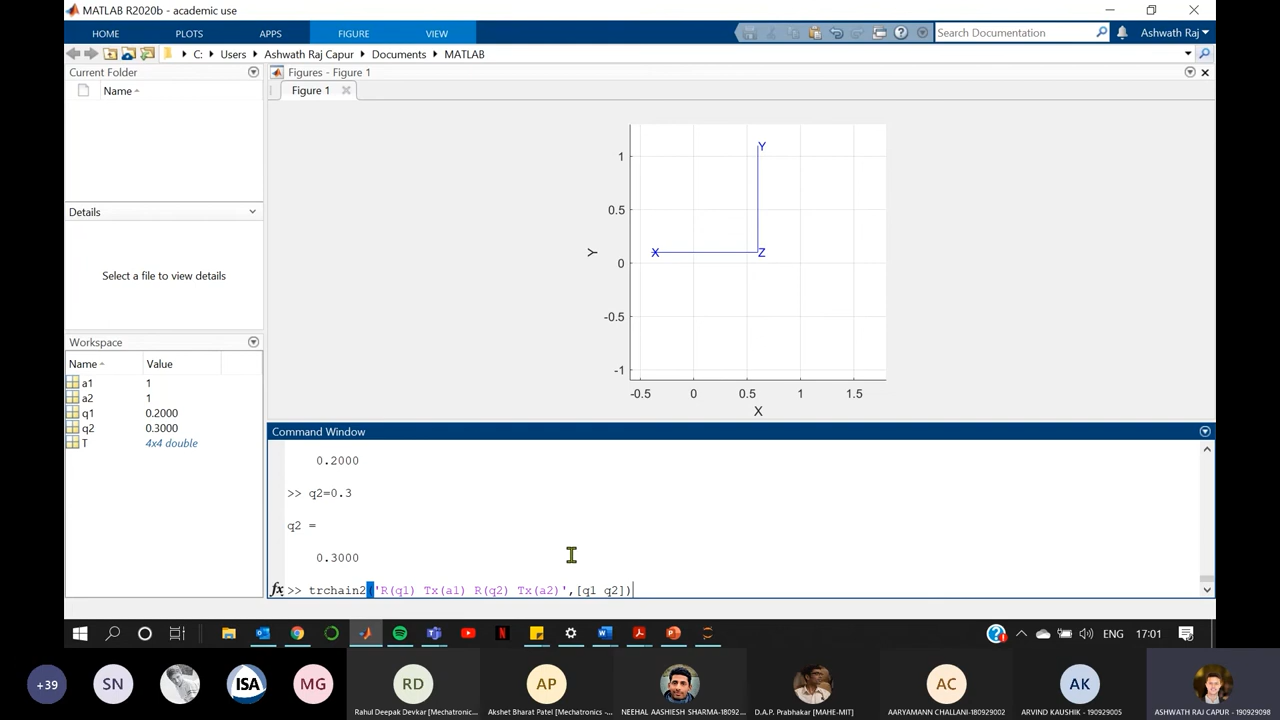 MATLAB R2020b - academic use
HOME PLOTS APPS FIGURE VIEW
Search Documentation
Ashwath Raj
C: Users Ashwath Raj Capur Documents MATLAB
Current Folder
Name
Details
Select a file to view details
Workspace
Name Value
a1 1
a2 1
q1 0.2000
q2 0.3000
T 4x4 double
Figures - Figure 1
Figure 1
Y
1
0.5
0
-0.5
-1
Y
X
Z
-0.5 0 0.5 1 1.5
X
Command Window
0.2000
>> q2=0.3
q2 =
0.3000
fx >> trchain2('R(q1) Tx(a1) R(q2) Tx(a2)',[q1 q2])
ENG 17:01
+39
SN
ISA
MG
RD
Rahul Deepak Devkar [Mechatronic...
AP
Akshet Bharat Patel [Mechatronics - ...
NEEHAL AASHIESH SHARMA-19092...
D.A.P. Prabhakar [MAHE-MIT]
AC
AARYAMANN CHALLANI-190929002
AK
ARVIND KAUSHIK - 190929005
ASHWATH RAJ CAPUR - 190929098